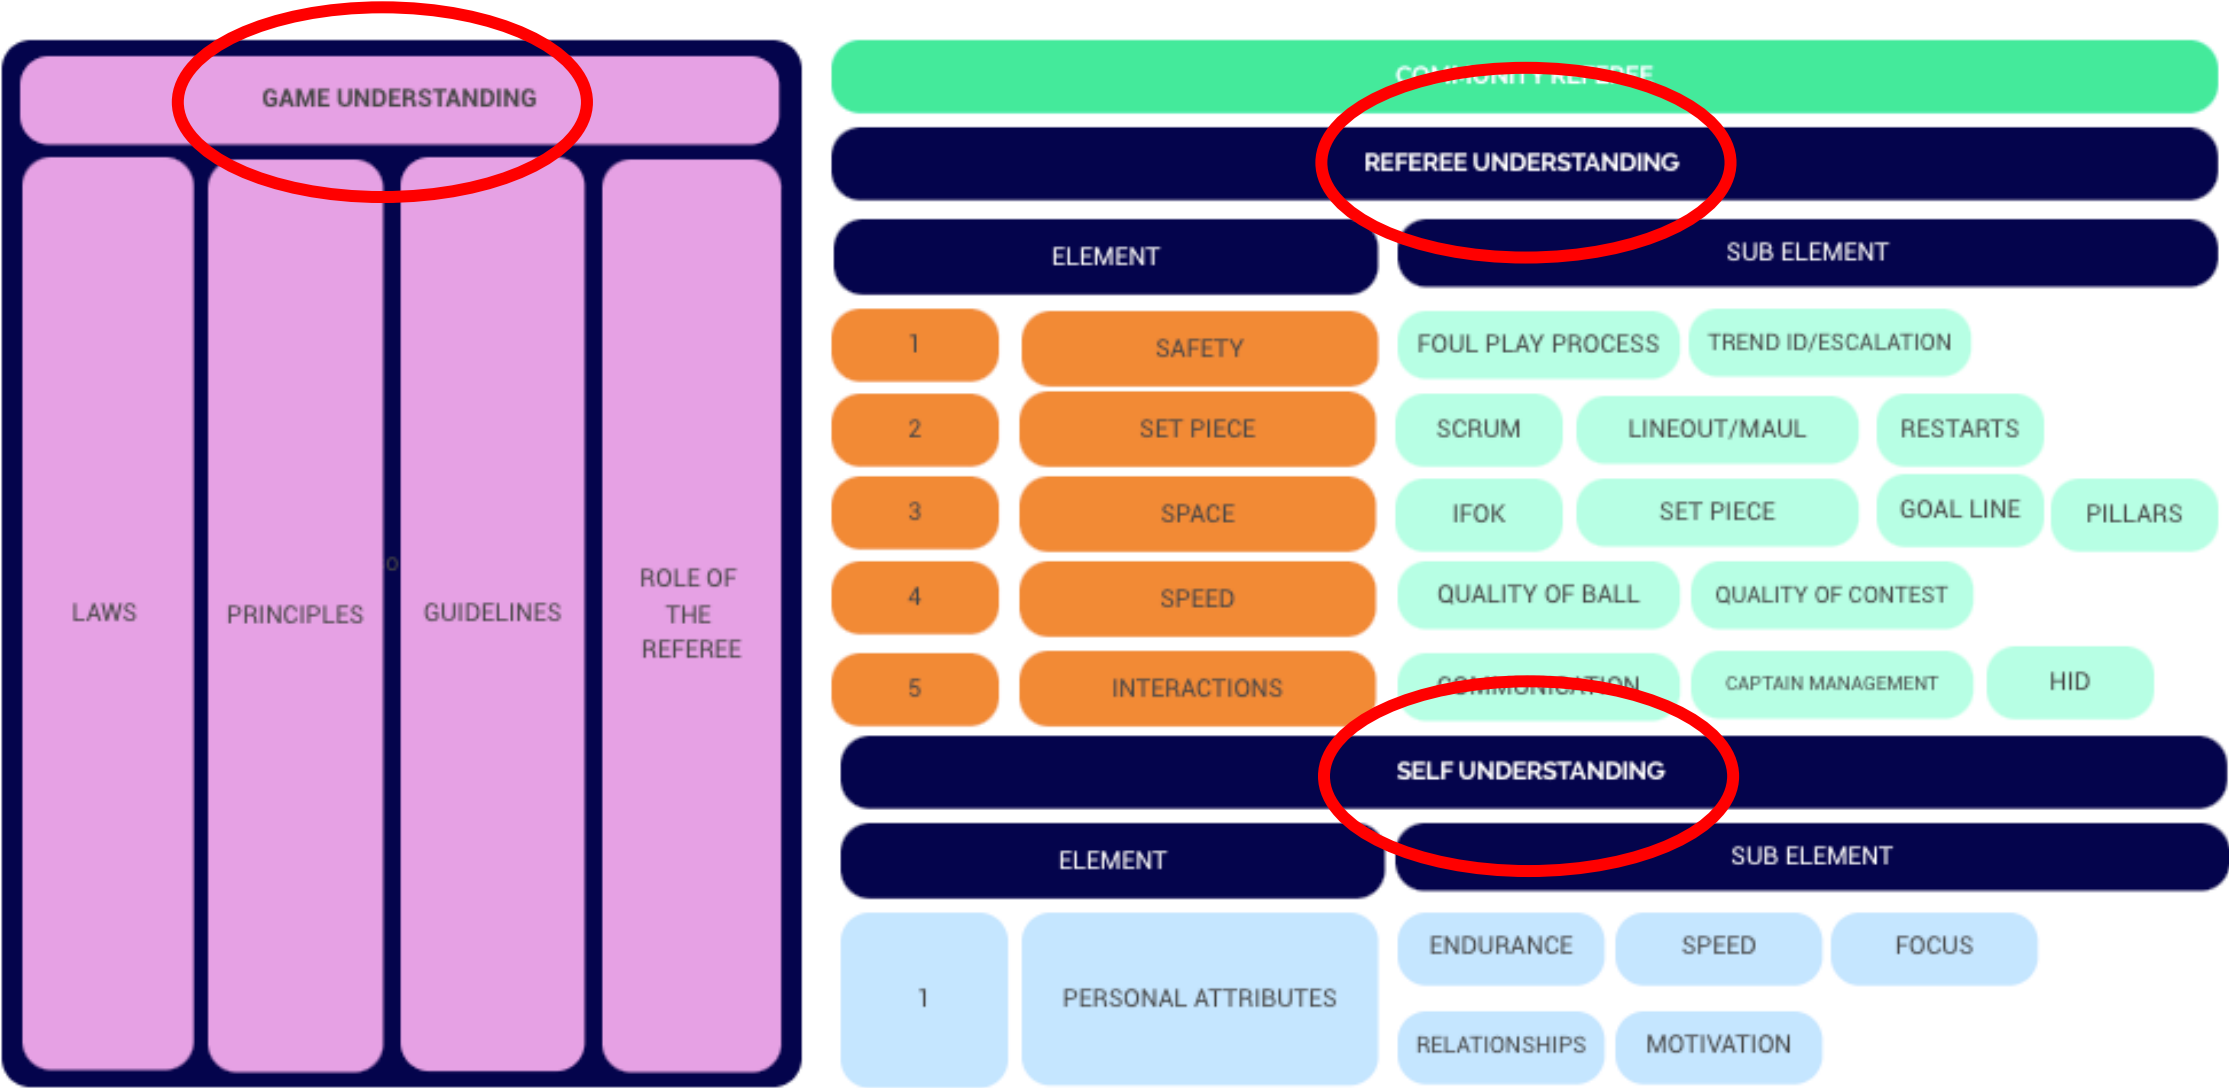 GAME UNDERSTANDING
LAWS
PRINCIPLES
O
GUIDELINES
ROLE OF
THE
REFEREE
COMMUNITY REFEREE
REFEREE UNDERSTANDING
ELEMENT
SUB ELEMENT
1
SAFETY
FOUL PLAY PROCESS
TREND ID/ESCALATION
2
SET PIECE
SCRUM
LINEOUT/MAUL
RESTARTS
3
SPACE
IFOK
SET PIECE
GOAL LINE
PILLARS
4
SPEED
QUALITY OF BALL
QUALITY OF CONTEST
5
INTERACTIONS
COMMUNICATION
CAPTAIN MANAGEMENT
HID
SELF UNDERSTANDING
ELEMENT
SUB ELEMENT
1
PERSONAL ATTRIBUTES
ENDURANCE
SPEED
FOCUS
RELATIONSHIPS
MOTIVATION